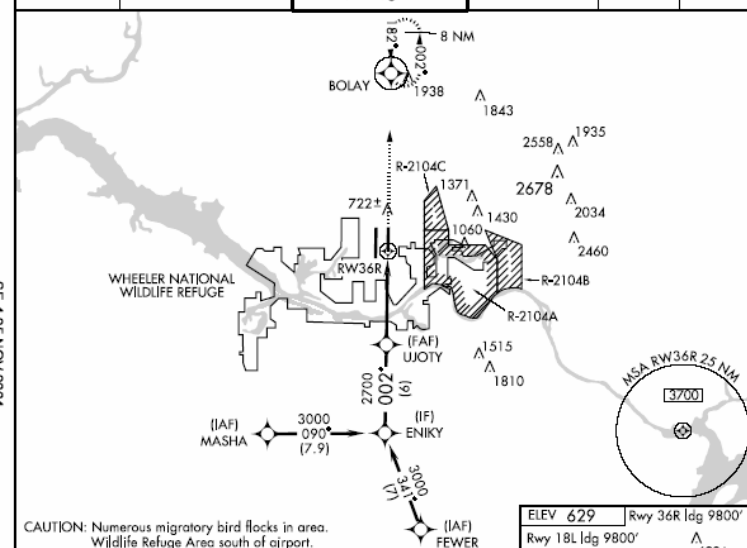 8 NM
182°
002°
BOLAY
1938
1843
2558
1935
R-2104C
2678
1371
722±
1430
2034
1060
2460
RW36R
WHEELER NATIONAL
WILDLIFE REFUGE
R-2104B
R-2104A
(FAF)
UJOTY
1515
1810
MSA RW36R 25 NM
3700
2700
002°
(6)
(IAF)
MASHA
3000
090°
(7.9)
(IF)
ENIKY
3000
341°
(7)
(IAF)
FEWER
CAUTION: Numerous migratory bird flocks in area.
Wildlife Refuge Area south of airport.
ELEV 629
Rwy 36R ldg 9800'
Rwy 18L ldg 9800'